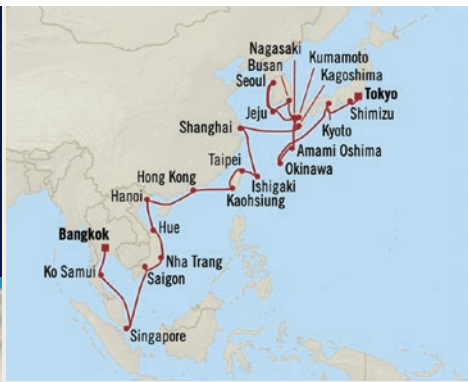 Nagasaki
Busan
Kumamoto
Seoul
Kagoshima
Tokyo
Jeju
Shimizu
Shanghai
Kyoto
Amami Oshima
Taipei
Okinawa
Hong Kong
Ishigaki
Hanoi
Kaohsiung
Bangkok
Hue
Nha Trang
Ko Samui
Saigon
Singapore